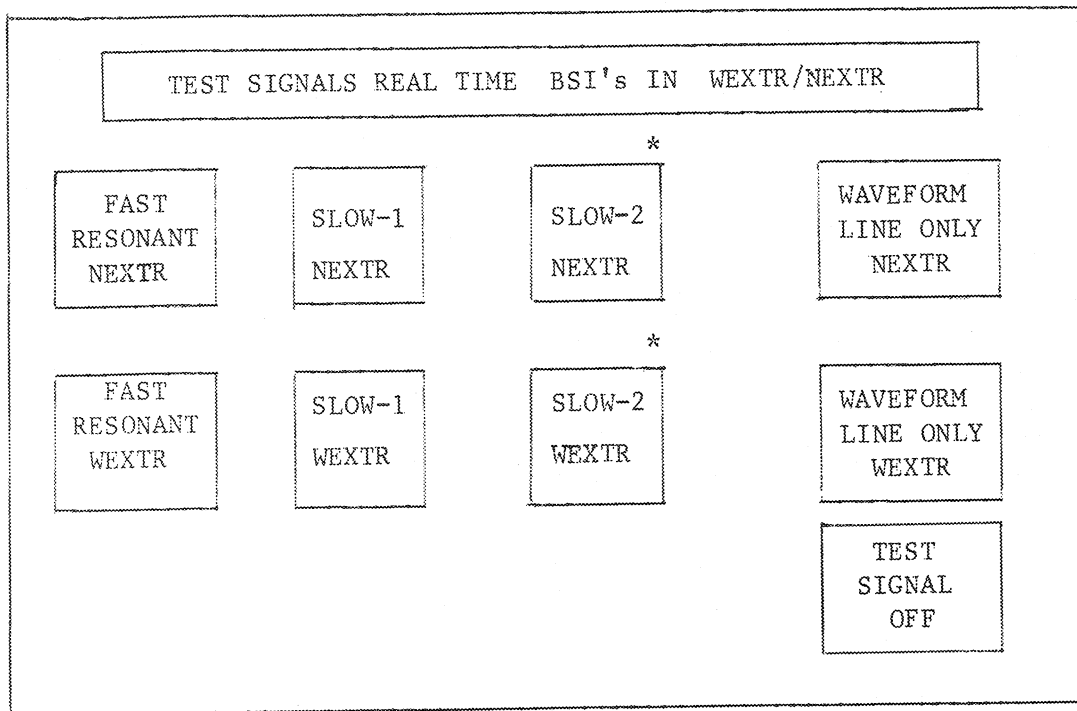 TEST SIGNALS REAL TIME BSI's IN WEXTR/NEXTR
*
FAST
RESONANT
NEXTR
SLOW-1
NEXTR
SLOW-2
NEXTR
WAVEFORM
LINE ONLY
NEXTR
*
FAST
RESONANT
WEXTR
SLOW-1
WEXTR
SLOW-2
WEXTR
WAVEFORM
LINE ONLY
WEXTR
TEST
SIGNAL
OFF